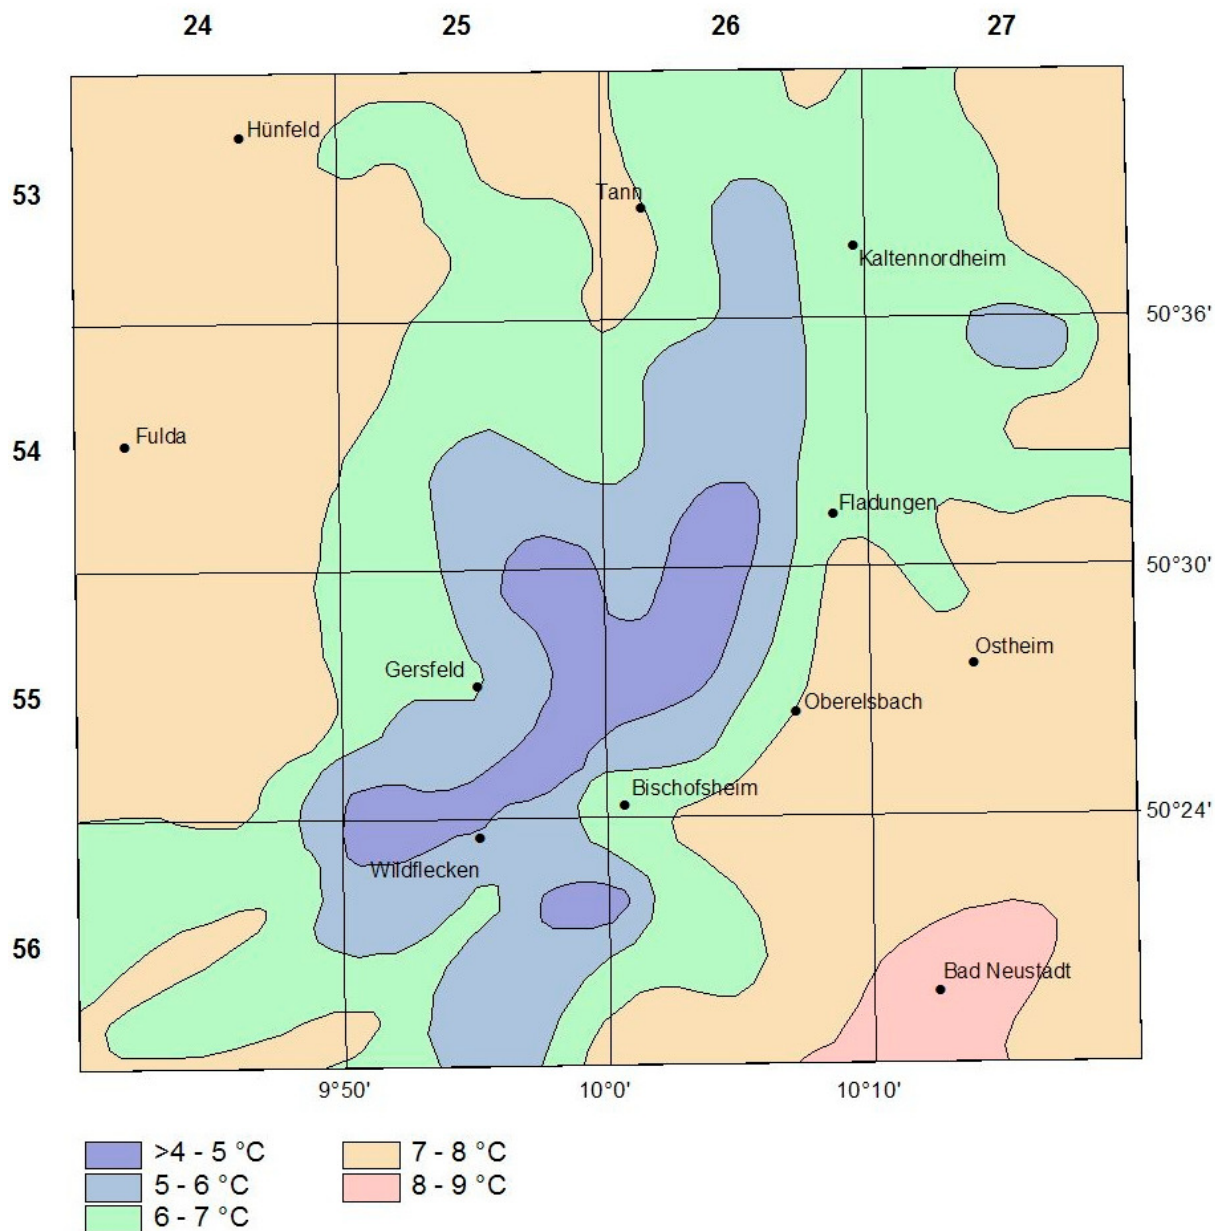 24 25 26 27
Hünfeld
53
Tann
Kaltennordheim
50°36'
Fulda
54
Fladungen
50°30'
Ostheim
Gersfeld
55
Oberelsbach
Bischofsheim
50°24'
Wildflecken
56
Bad Neustadt
9°50' 10°0' 10°10'
>4 - 5 °C 7 - 8 °C
5 - 6 °C 8 - 9 °C
6 - 7 °C